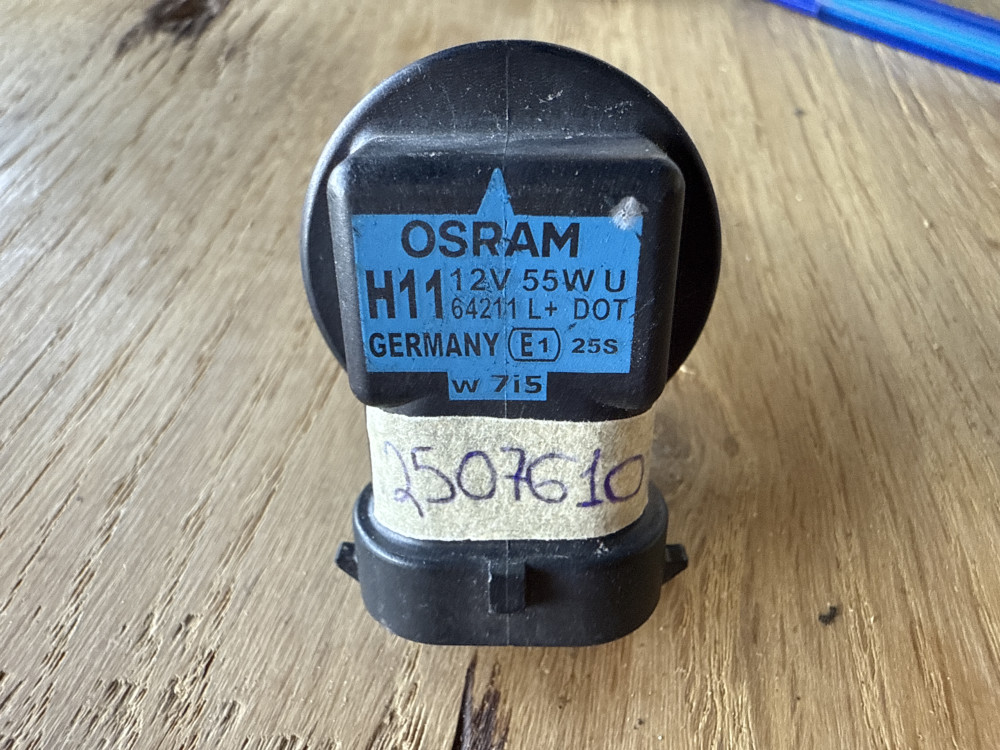 OSRAM
H11 12V 55W U
64211 L+ DOT
GERMANY E1 25S
w 7i5
2507610